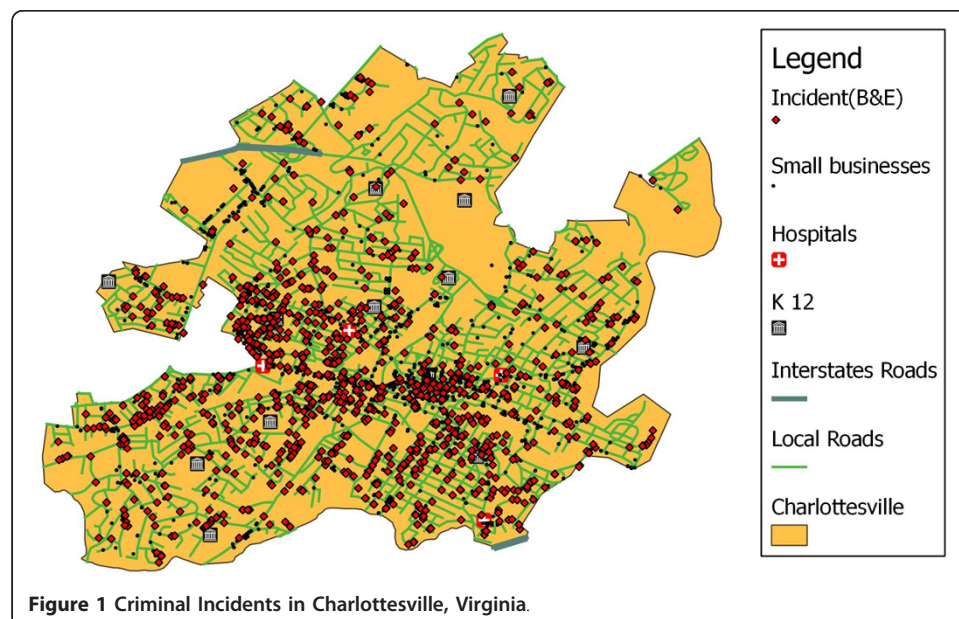 Legend
Incident(B&E)
Small businesses
Hospitals
K 12
Interstates Roads
Local Roads
Charlottesville
Figure 1 Criminal Incidents in Charlottesville, Virginia.